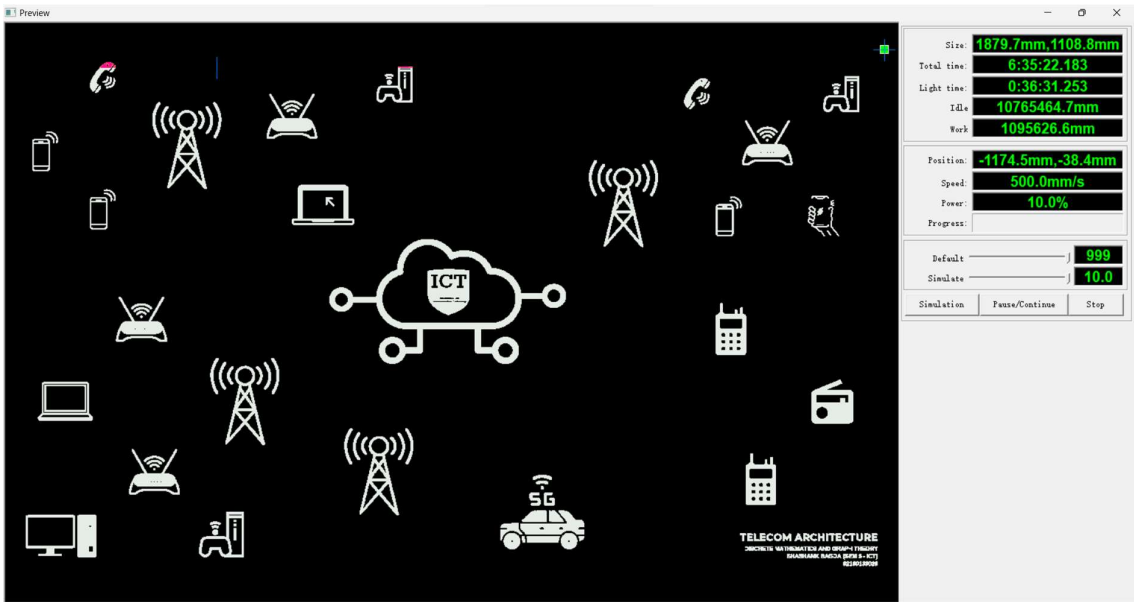 Preview
ICT
5G
TELECOM ARCHITECTURE
DISCRETE MATHEMATICS AND GRAPH THEORY
Size: 1879.7mm,1108.8mm
Total time: 6:35:22.183
Light time: 0:36:31.253
Idle 10765464.7mm
Work 1095626.6mm
Position: -1174.5mm,-38.4mm
Speed: 500.0mm/s
Power: 10.0%
Progress:
Default 999
Simulate 10.0
Simulation Pause/Continue Stop